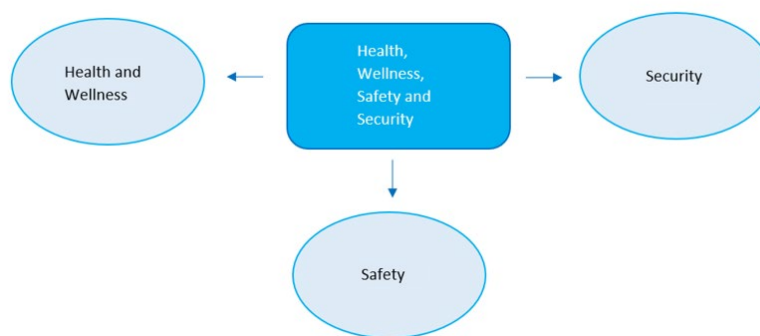 Health and
Wellness
Health,
Wellness,
Safety and
Security
Security
Safety